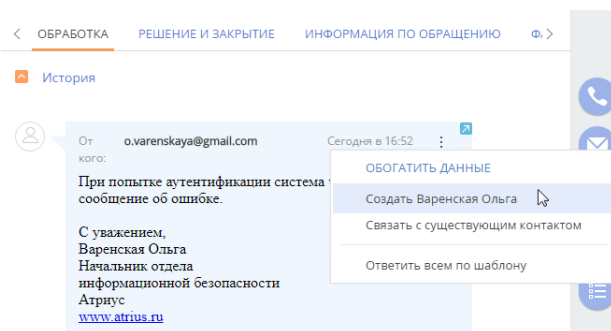 ОБРАБОТКА РЕШЕНИЕ И ЗАКРЫТИЕ ИНФОРМАЦИЯ ПО ОБРАЩЕНИЮ
История
От кого: o.varenskaya@gmail.com Сегодня в 16:52
При попытке аутентификации система
сообщение об ошибке.
С уважением,
Варенская Ольга
Начальник отдела
информационной безопасности
Атриус
www.atrius.ru
ОБОГАТИТЬ ДАННЫЕ
Создать Варенская Ольга
Связать с существующим контактом
Ответить всем по шаблону